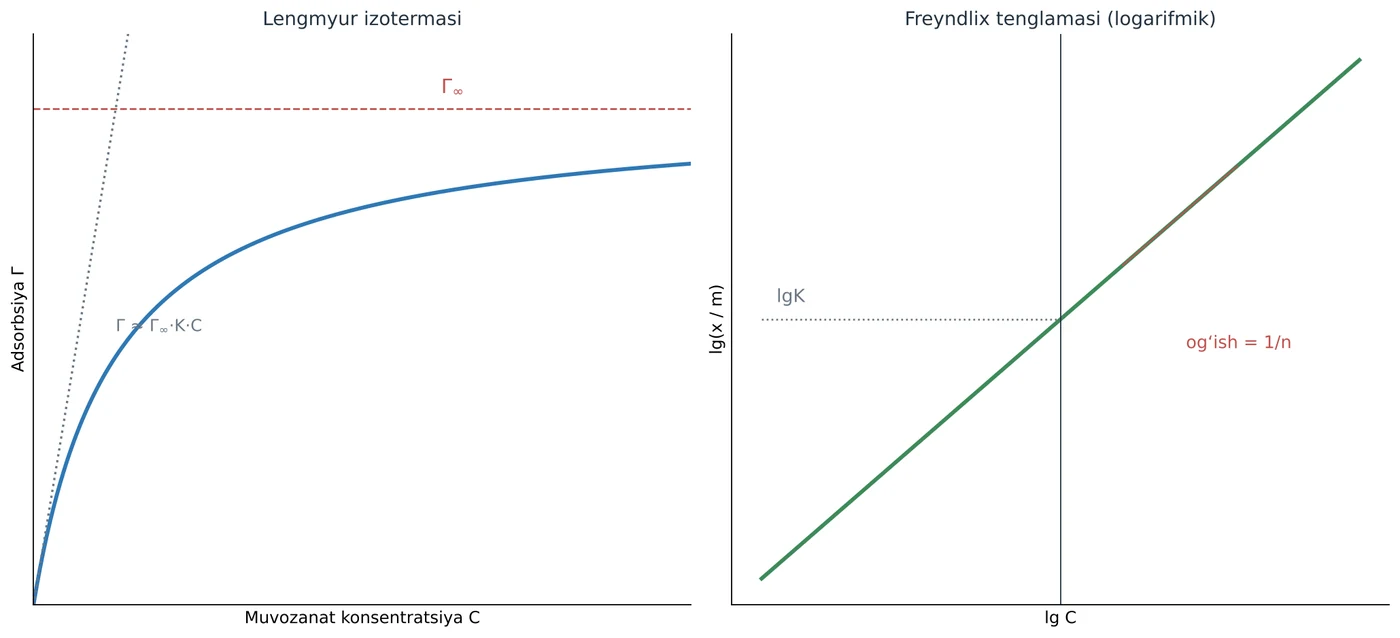 Lengmyur izotermasi
Γ∞
Γ ≈ Γ∞·K·C
Adsorbsiya Γ
Muvozanat konsentratsiya C
Freyndlix tenglamasi (logarifmik)
lgK
og‘ish = 1/n
lg(x / m)
lg C